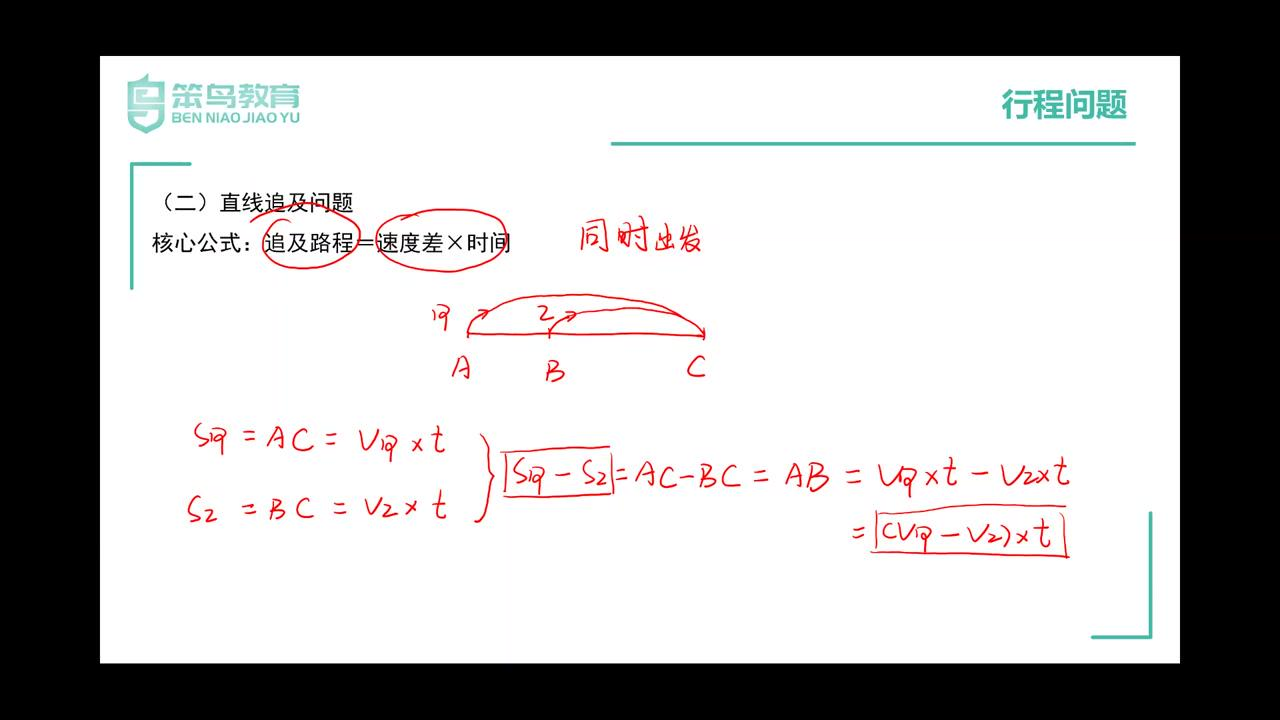 笨鸟教育
BEN NIAO JIAO YU
行程问题
（二）直线追及问题
核心公式：追及路程＝速度差×时间
同时出发
甲 乙
A B C
S甲 = AC = V甲 × t
S乙 = BC = V乙 × t
S甲 - S乙 = AC - BC = AB = V甲 × t - V乙 × t
= (V甲 - V乙) × t